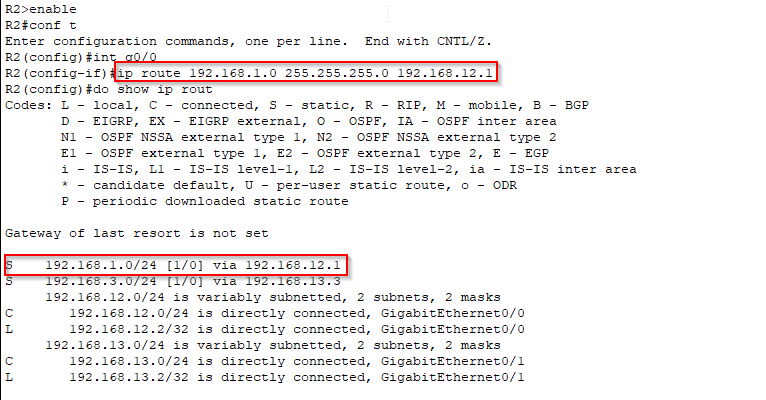 R2>enable
R2#conf t
Enter configuration commands, one per line.  End with CNTL/Z.
R2(config)#int g0/0
R2(config-if)#ip route 192.168.1.0 255.255.255.0 192.168.12.1
R2(config)#do show ip rout
Codes: L - local, C - connected, S - static, R - RIP, M - mobile, B - BGP
       D - EIGRP, EX - EIGRP external, O - OSPF, IA - OSPF inter area
       N1 - OSPF NSSA external type 1, N2 - OSPF NSSA external type 2
       E1 - OSPF external type 1, E2 - OSPF external type 2, E - EGP
       i - IS-IS, L1 - IS-IS level-1, L2 - IS-IS level-2, ia - IS-IS inter area
       * - candidate default, U - per-user static route, o - ODR
       P - periodic downloaded static route
Gateway of last resort is not set
S    192.168.1.0/24 [1/0] via 192.168.12.1
S    192.168.3.0/24 [1/0] via 192.168.13.3
     192.168.12.0/24 is variably subnetted, 2 subnets, 2 masks
C       192.168.12.0/24 is directly connected, GigabitEthernet0/0
L       192.168.12.2/32 is directly connected, GigabitEthernet0/0
     192.168.13.0/24 is variably subnetted, 2 subnets, 2 masks
C       192.168.13.0/24 is directly connected, GigabitEthernet0/1
L       192.168.13.2/32 is directly connected, GigabitEthernet0/1